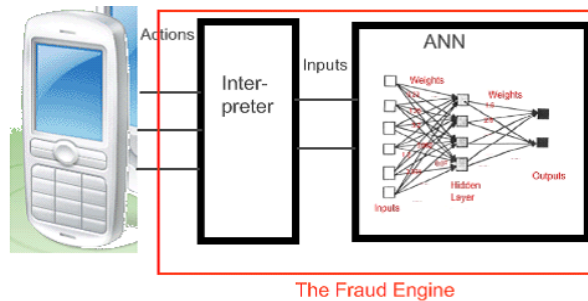 Actions
Inter-
preter
Inputs
ANN
Weights
Weights
Inputs
Hidden
Layer
Outputs
The Fraud Engine